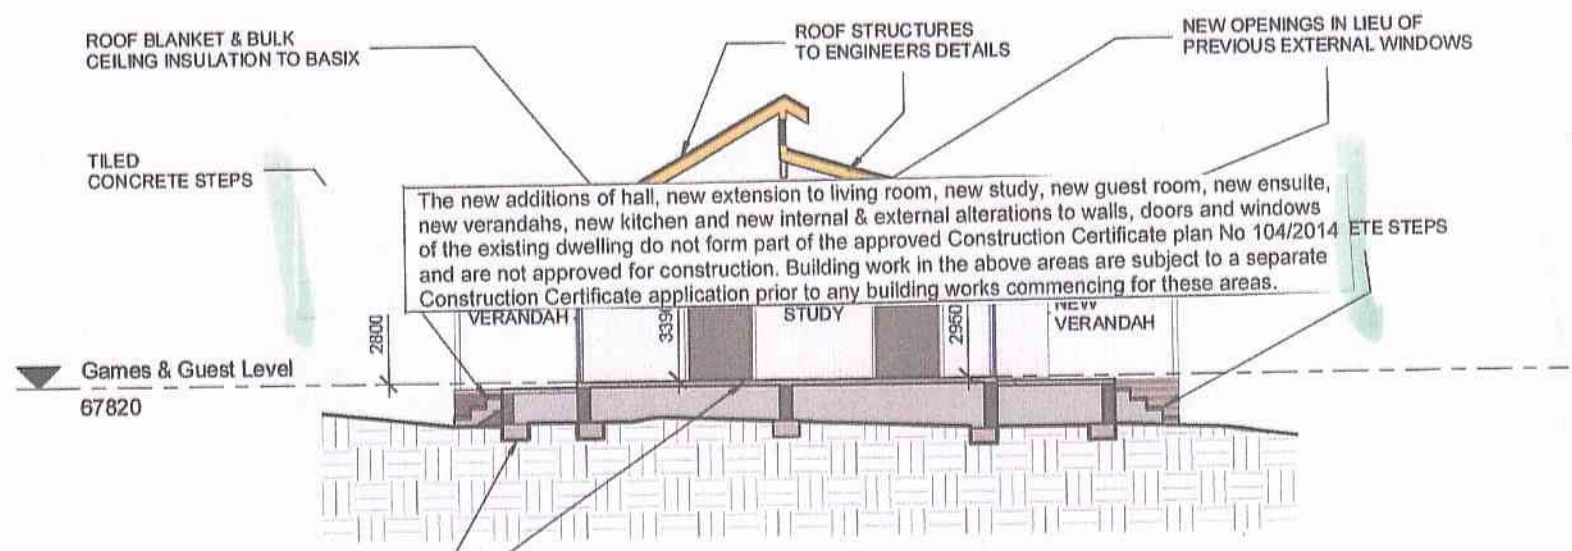 ROOF BLANKET & BULK
CEILING INSULATION TO BASIX
ROOF STRUCTURES
TO ENGINEERS DETAILS
NEW OPENINGS IN LIEU OF
PREVIOUS EXTERNAL WINDOWS
TILED
CONCRETE STEPS
The new additions of hall, new extension to living room, new study, new guest room, new ensuite,
new verandahs, new kitchen and new internal & external alterations to walls, doors and windows
of the existing dwelling do not form part of the approved Construction Certificate plan No 104/2014
and are not approved for construction. Building work in the above areas are subject to a separate
Construction Certificate application prior to any building works commencing for these areas.
ETE STEPS
2800
VERANDAH
3390
STUDY
2950
NEW
VERANDAH
Games & Guest Level
67820